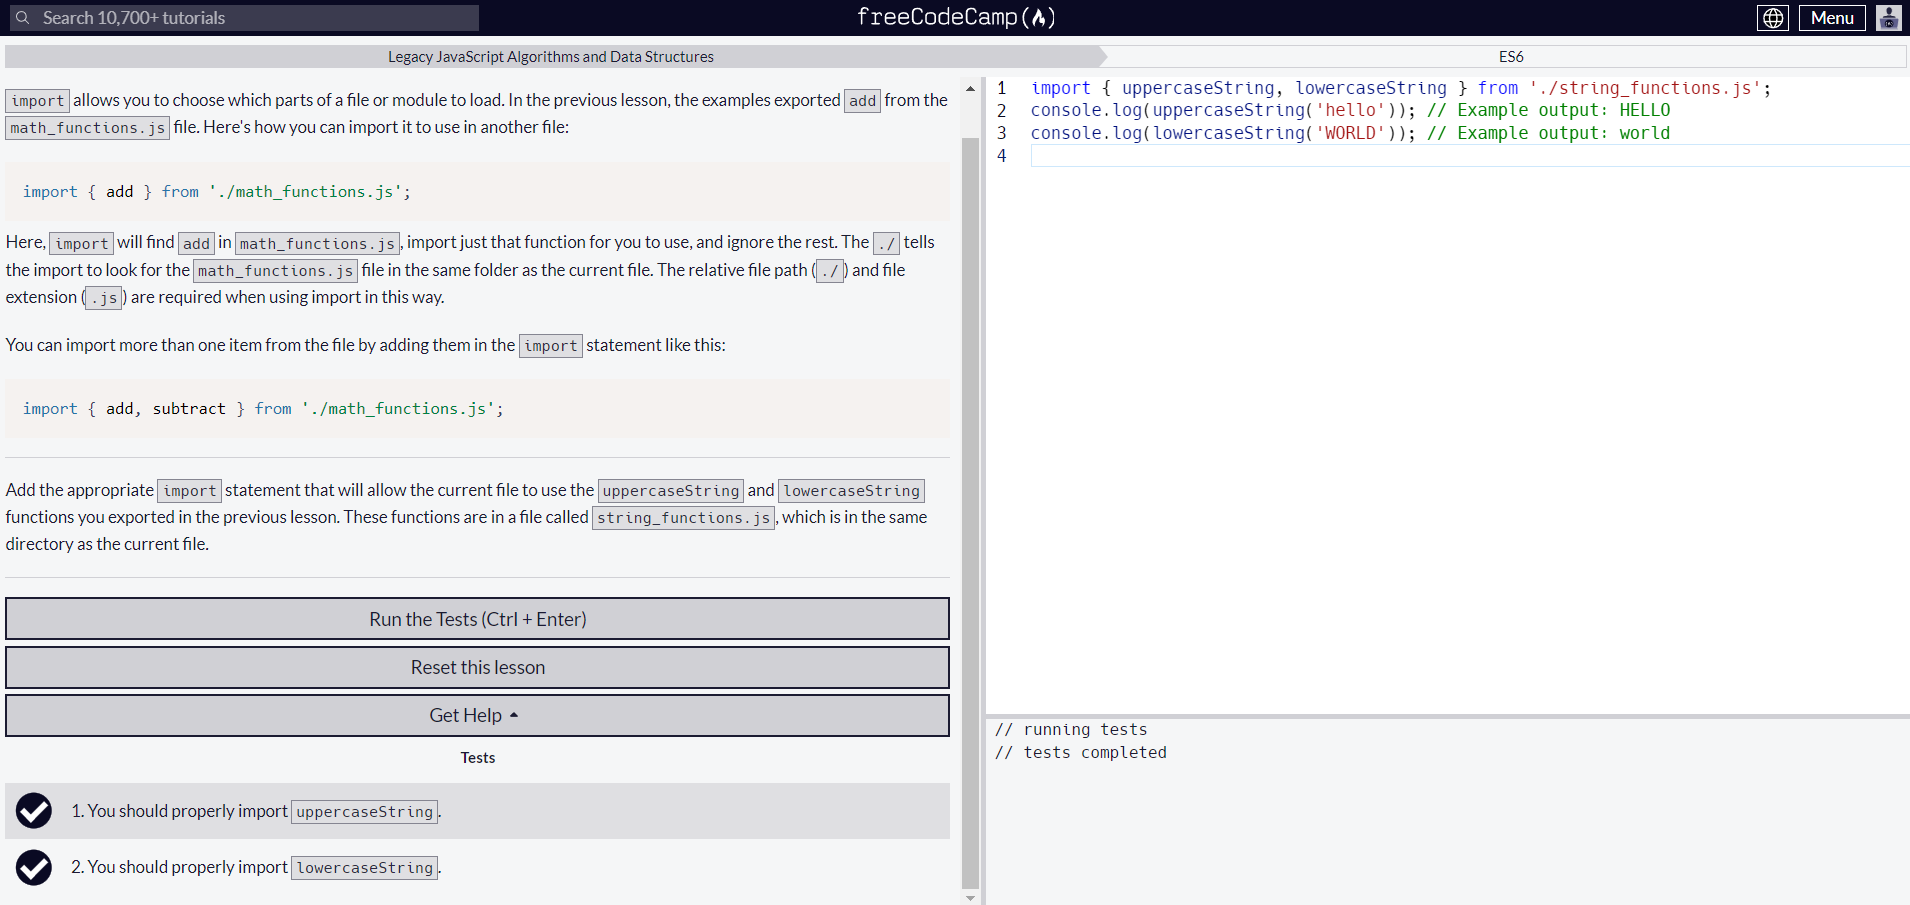 Search 10,700+ tutorials
freeCodeCamp
Menu
Legacy JavaScript Algorithms and Data Structures
ES6
import allows you to choose which parts of a file or module to load. In the previous lesson, the examples exported add from the
math_functions.js file. Here's how you can import it to use in another file:
import { add } from './math_functions.js';
Here, import will find add in math_functions.js, import just that function for you to use, and ignore the rest. The ./ tells
the import to look for the math_functions.js file in the same folder as the current file. The relative file path (./) and file
extension (.js) are required when using import in this way.
You can import more than one item from the file by adding them in the import statement like this:
import { add, subtract } from './math_functions.js';
Add the appropriate import statement that will allow the current file to use the uppercaseString and lowercaseString
functions you exported in the previous lesson. These functions are in a file called string_functions.js, which is in the same
directory as the current file.
Run the Tests (Ctrl + Enter)
Reset this lesson
Get Help
Tests
1. You should properly import uppercaseString.
2. You should properly import lowercaseString.
1 import { uppercaseString, lowercaseString } from './string_functions.js';
2 console.log(uppercaseString('hello')); // Example output: HELLO
3 console.log(lowercaseString('WORLD')); // Example output: world
4
// running tests
// tests completed